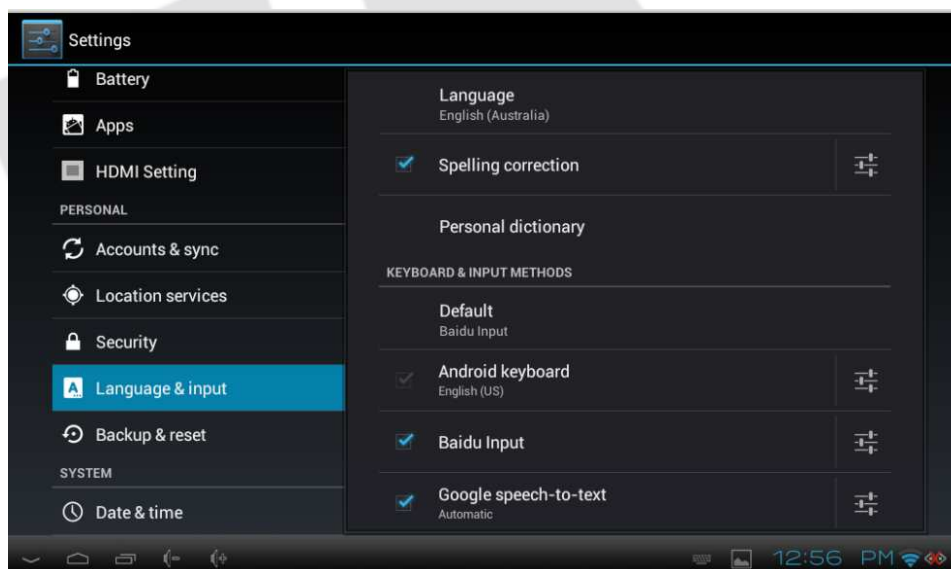 Settings
Battery
Apps
HDMI Setting
PERSONAL
Accounts & sync
Location services
Security
Language & input
Backup & reset
SYSTEM
Date & time
Language
English (Australia)
Spelling correction
Personal dictionary
KEYBOARD & INPUT METHODS
Default
Baidu Input
Android keyboard
English (US)
Baidu Input
Google speech-to-text
Automatic
12:56 PM